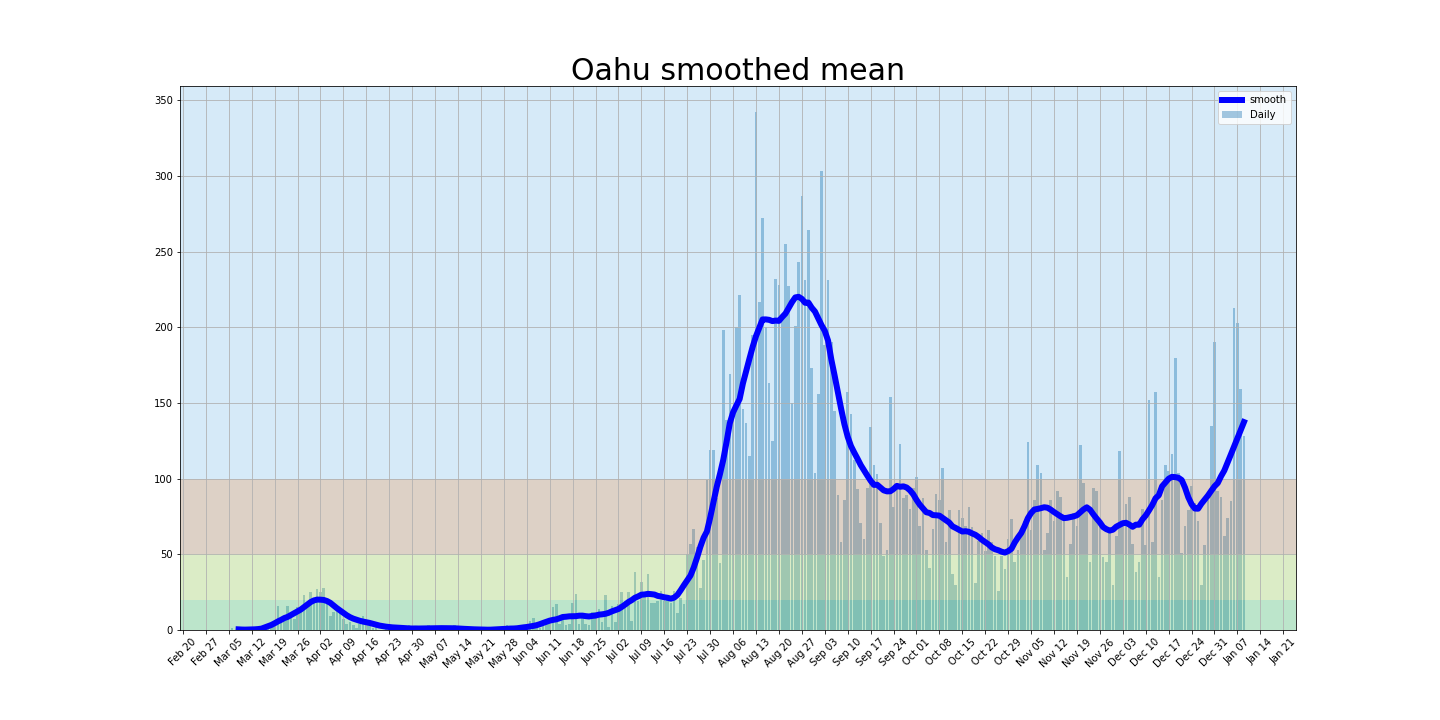 Oahu smoothed mean
smooth
Daily
350
300
250
200
150
100
50
0
Feb 20
Feb 27
Mar 05
Mar 12
Mar 19
Mar 26
Apr 02
Apr 09
Apr 16
Apr 23
Apr 30
May 07
May 14
May 21
May 28
Jun 04
Jun 11
Jun 18
Jun 25
Jul 02
Jul 09
Jul 16
Jul 23
Jul 30
Aug 06
Aug 13
Aug 20
Aug 27
Sep 03
Sep 10
Sep 17
Sep 24
Oct 01
Oct 08
Oct 15
Oct 22
Oct 29
Nov 05
Nov 12
Nov 19
Nov 26
Dec 03
Dec 10
Dec 17
Dec 24
Dec 31
Jan 07
Jan 14
Jan 21